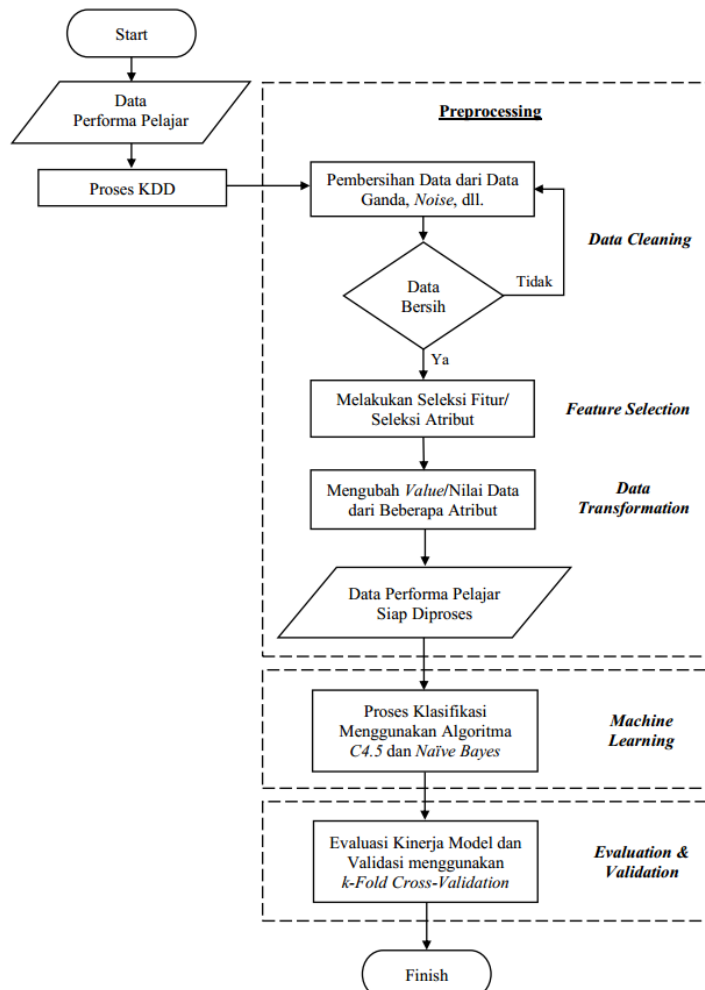 Start
Data
Performa Pelajar
Preprocessing
Proses KDD
Pembersihan Data dari Data
Ganda, Noise, dll.
Data Cleaning
Data
Bersih
Tidak
Ya
Melakukan Seleksi Fitur/
Seleksi Atribut
Feature Selection
Mengubah Value/Nilai Data
dari Beberapa Atribut
Data
Transformation
Data Performa Pelajar
Siap Diproses
Proses Klasifikasi
Menggunakan Algoritma
C4.5 dan Naïve Bayes
Machine
Learning
Evaluasi Kinerja Model dan
Validasi menggunakan
k-Fold Cross-Validation
Evaluation &
Validation
Finish